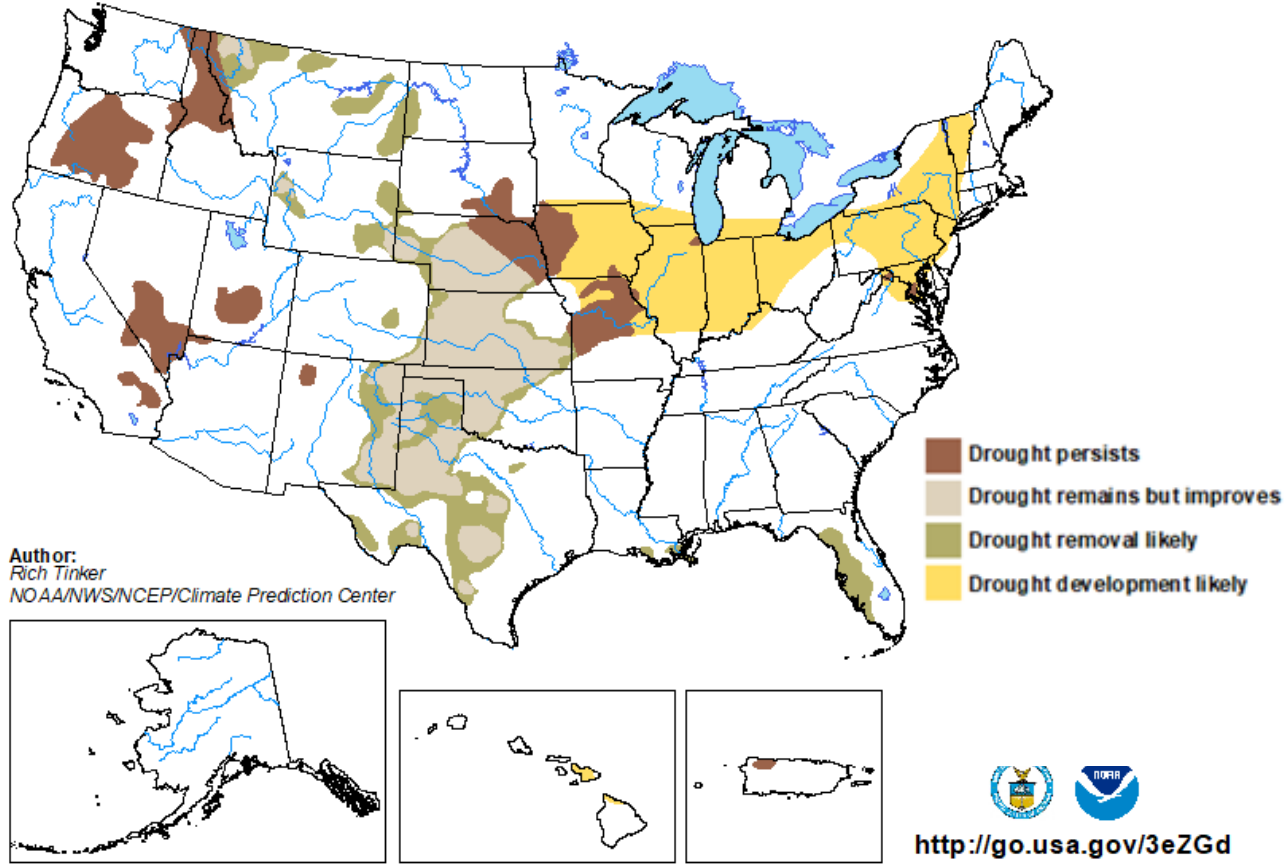 Drought persists
Drought remains but improves
Drought removal likely
Drought development likely
Author:
Rich Tinker
NOAA/NWS/NCEP/Climate Prediction Center
NOAA
http://go.usa.gov/3eZGd